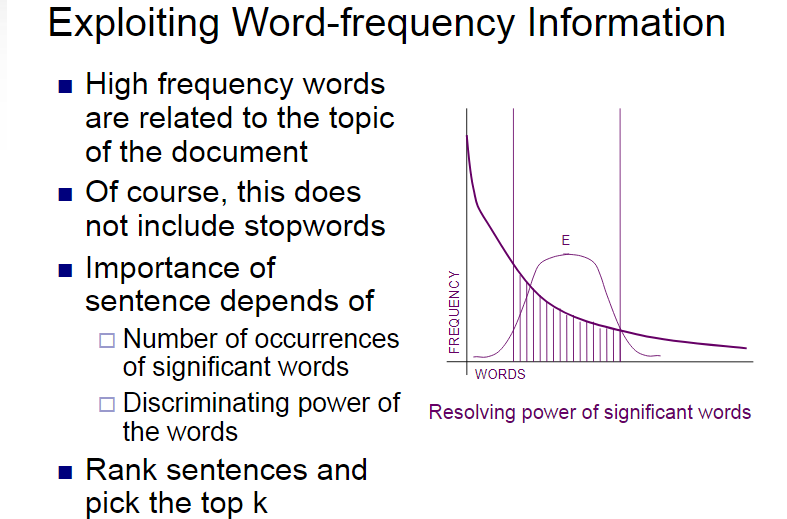 Exploiting Word-frequency Information
High frequency words
are related to the topic
of the document
Of course, this does
not include stopwords
Importance of
sentence depends of
Number of occurrences
of significant words
Discriminating power of
the words
Rank sentences and
pick the top k
E
FREQUENCY
WORDS
Resolving power of significant words